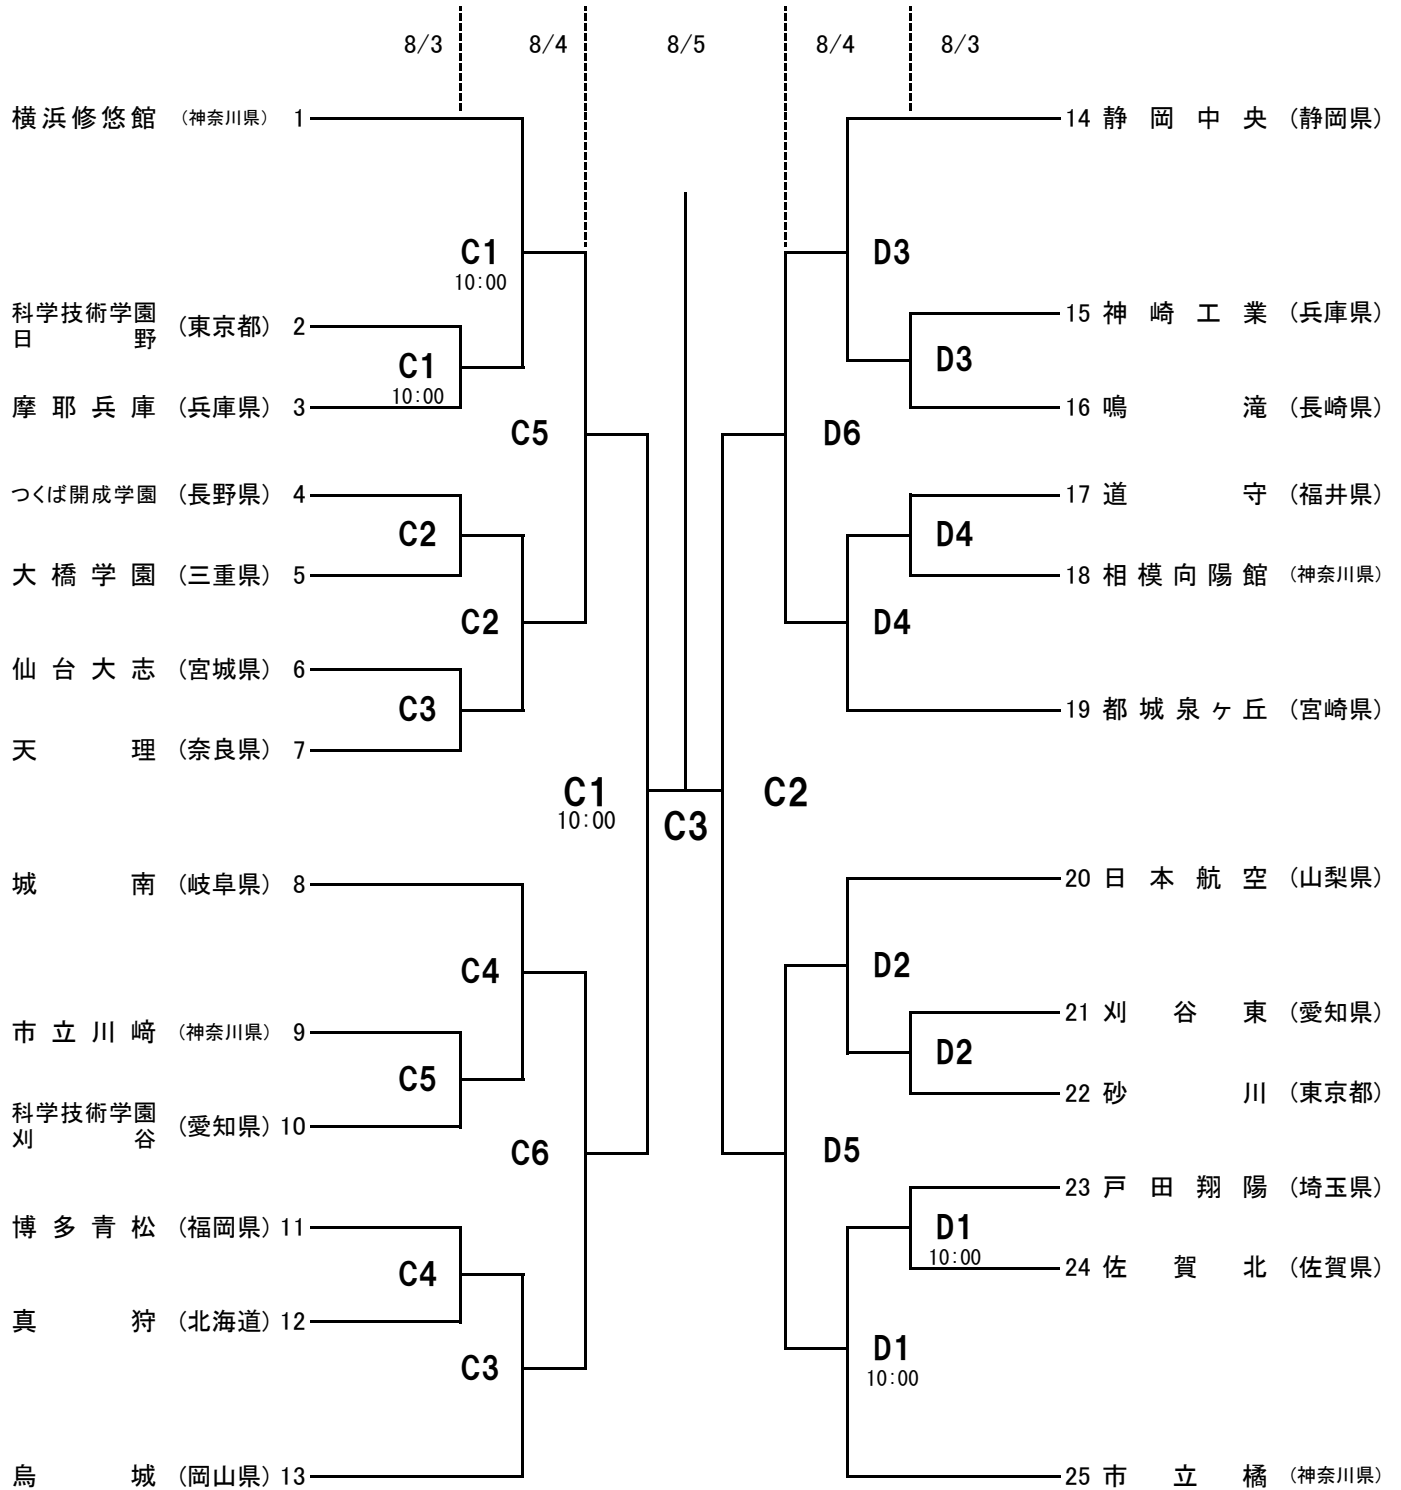 8/3 8/4 8/5 8/4 8/3
横浜修悠館 （神奈川県） 1
14 静岡中央 （静岡県）
C1
10:00
D3
科学技術学園
日野 （東京都） 2
15 神崎工業 （兵庫県）
C1
10:00
D3
摩耶兵庫 （兵庫県） 3
16 鳴滝 （長崎県）
C5
D6
つくば開成学園 （長野県） 4
17 道守 （福井県）
C2
D4
大橋学園 （三重県） 5
18 相模向陽館 （神奈川県）
C2
D4
仙台大志 （宮城県） 6
C3
19 都城泉ヶ丘 （宮崎県）
天理 （奈良県） 7
C1
10:00
C3
C2
城南 （岐阜県） 8
20 日本航空 （山梨県）
C4
D2
市立川﨑 （神奈川県） 9
21 刈谷東 （愛知県）
C5
D2
科学技術学園
刈谷 （愛知県） 10
22 砂川 （東京都）
C6
D5
23 戸田翔陽 （埼玉県）
博多青松 （福岡県） 11
D1
10:00
C4
24 佐賀北 （佐賀県）
真狩 （北海道） 12
C3
D1
10:00
烏城 （岡山県） 13
25 市立橘 （神奈川県）